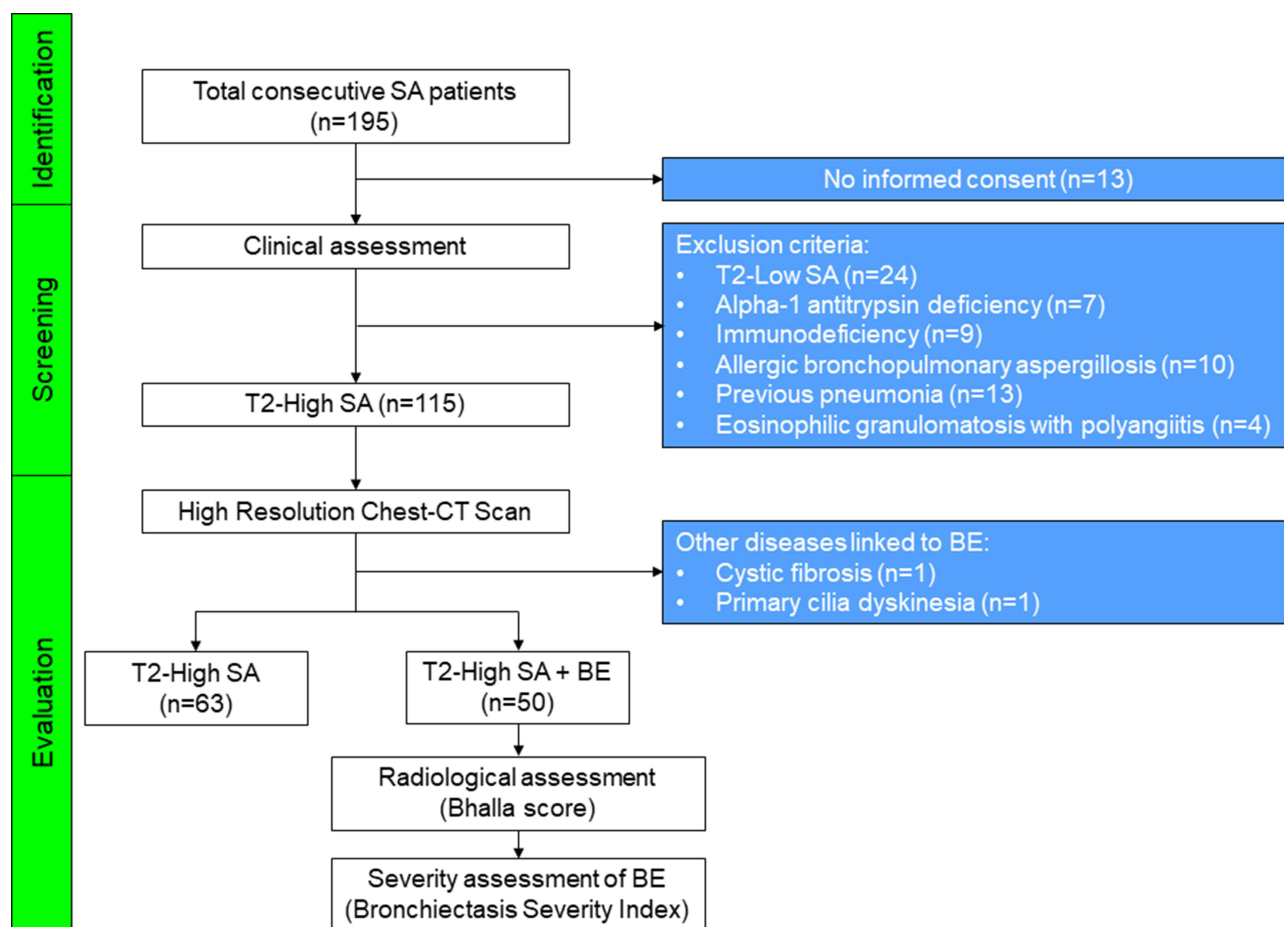 Identification
Total consecutive SA patients
(n=195)
No informed consent (n=13)
Screening
Clinical assessment
Exclusion criteria:
• T2-Low SA (n=24)
• Alpha-1 antitrypsin deficiency (n=7)
• Immunodeficiency (n=9)
• Allergic bronchopulmonary aspergillosis (n=10)
• Previous pneumonia (n=13)
• Eosinophilic granulomatosis with polyangiitis (n=4)
T2-High SA (n=115)
Evaluation
High Resolution Chest-CT Scan
Other diseases linked to BE:
• Cystic fibrosis (n=1)
• Primary cilia dyskinesia (n=1)
T2-High SA
(n=63)
T2-High SA + BE
(n=50)
Radiological assessment
(Bhalla score)
Severity assessment of BE
(Bronchiectasis Severity Index)